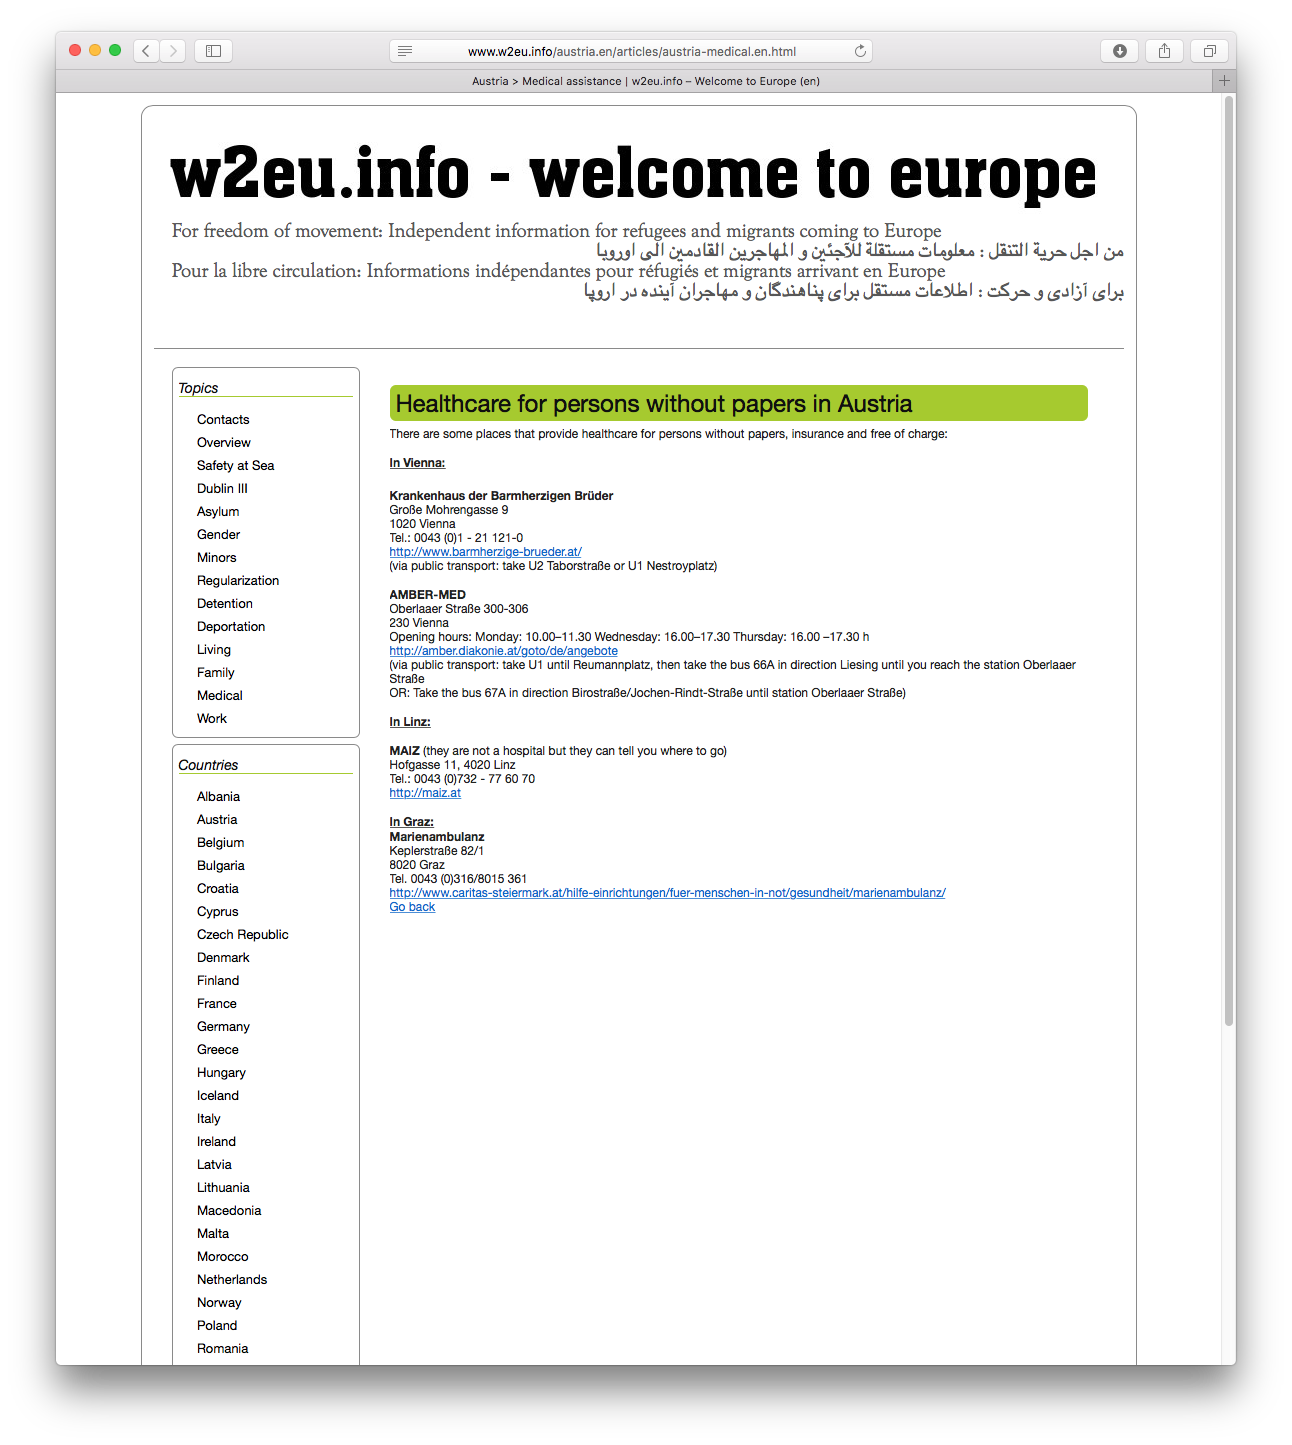 www.w2eu.info/austria.en/articles/austria-medical.en.html
Austria > Medical assistance | w2eu.info – Welcome to Europe (en)
w2eu.info - welcome to europe
For freedom of movement: Independent information for refugees and migrants coming to Europe
من اجل حرية التنقل : معلومات مستقلة للآجئين و المهاجرين القادمين الى اوروبا
Pour la libre circulation: Informations indépendantes pour réfugiés et migrants arrivant en Europe
برای آزادی و حرکت : اطلاعات مستقل برای پناهندگان و مهاجران آینده در اروپا
Topics
Contacts
Overview
Safety at Sea
Dublin III
Asylum
Gender
Minors
Regularization
Detention
Deportation
Living
Family
Medical
Work
Countries
Albania
Austria
Belgium
Bulgaria
Croatia
Cyprus
Czech Republic
Denmark
Finland
France
Germany
Greece
Hungary
Iceland
Italy
Ireland
Latvia
Lithuania
Macedonia
Malta
Morocco
Netherlands
Norway
Poland
Romania
Healthcare for persons without papers in Austria
There are some places that provide healthcare for persons without papers, insurance and free of charge:
In Vienna:
Krankenhaus der Barmherzigen Brüder
Große Mohrengasse 9
1020 Vienna
Tel.: 0043 (0)1 - 21 121-0
http://www.barmherzige-brueder.at/
(via public transport: take U2 Taborstraße or U1 Nestroyplatz)
AMBER-MED
Oberlaaer Straße 300-306
230 Vienna
Opening hours: Monday: 10.00–11.30 Wednesday: 16.00–17.30 Thursday: 16.00 –17.30 h
http://amber.diakonie.at/goto/de/angebote
(via public transport: take U1 until Reumannplatz, then take the bus 66A in direction Liesing until you reach the station Oberlaaer
Straße
OR: Take the bus 67A in direction Birostraße/Jochen-Rindt-Straße until station Oberlaaer Straße)
In Linz:
MAIZ (they are not a hospital but they can tell you where to go)
Hofgasse 11, 4020 Linz
Tel.: 0043 (0)732 - 77 60 70
http://maiz.at
In Graz:
Marienambulanz
Keplerstraße 82/1
8020 Graz
Tel. 0043 (0)316/8015 361
http://www.caritas-steiermark.at/hilfe-einrichtungen/fuer-menschen-in-not/gesundheit/marienambulanz/
Go back